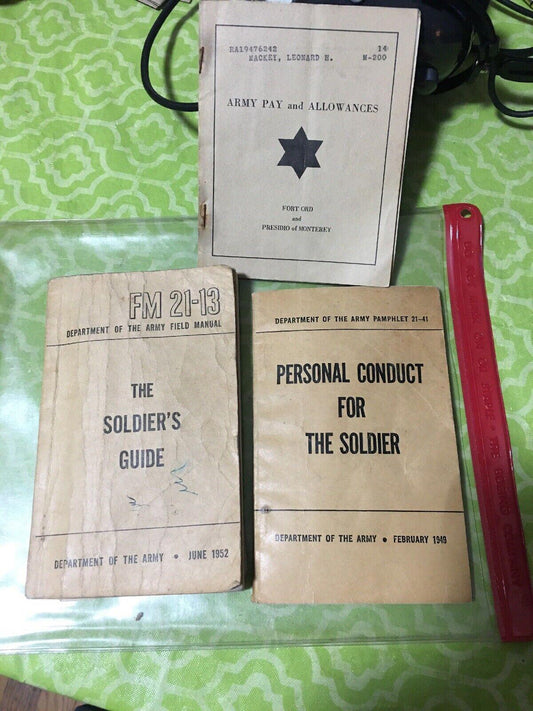 RA19476242 14
MACKEY, LEONARD E. M-200
ARMY PAY and ALLOWANCES
FORT ORD
and
PRESIDIO of MONTEREY
FM 21-13
DEPARTMENT OF THE ARMY FIELD MANUAL
THE
SOLDIER'S
GUIDE
DEPARTMENT OF THE ARMY • JUNE 1952
DEPARTMENT OF THE ARMY PAMPHLET 21-41
PERSONAL CONDUCT
FOR
THE SOLDIER
DEPARTMENT OF THE ARMY • FEBRUARY 1949